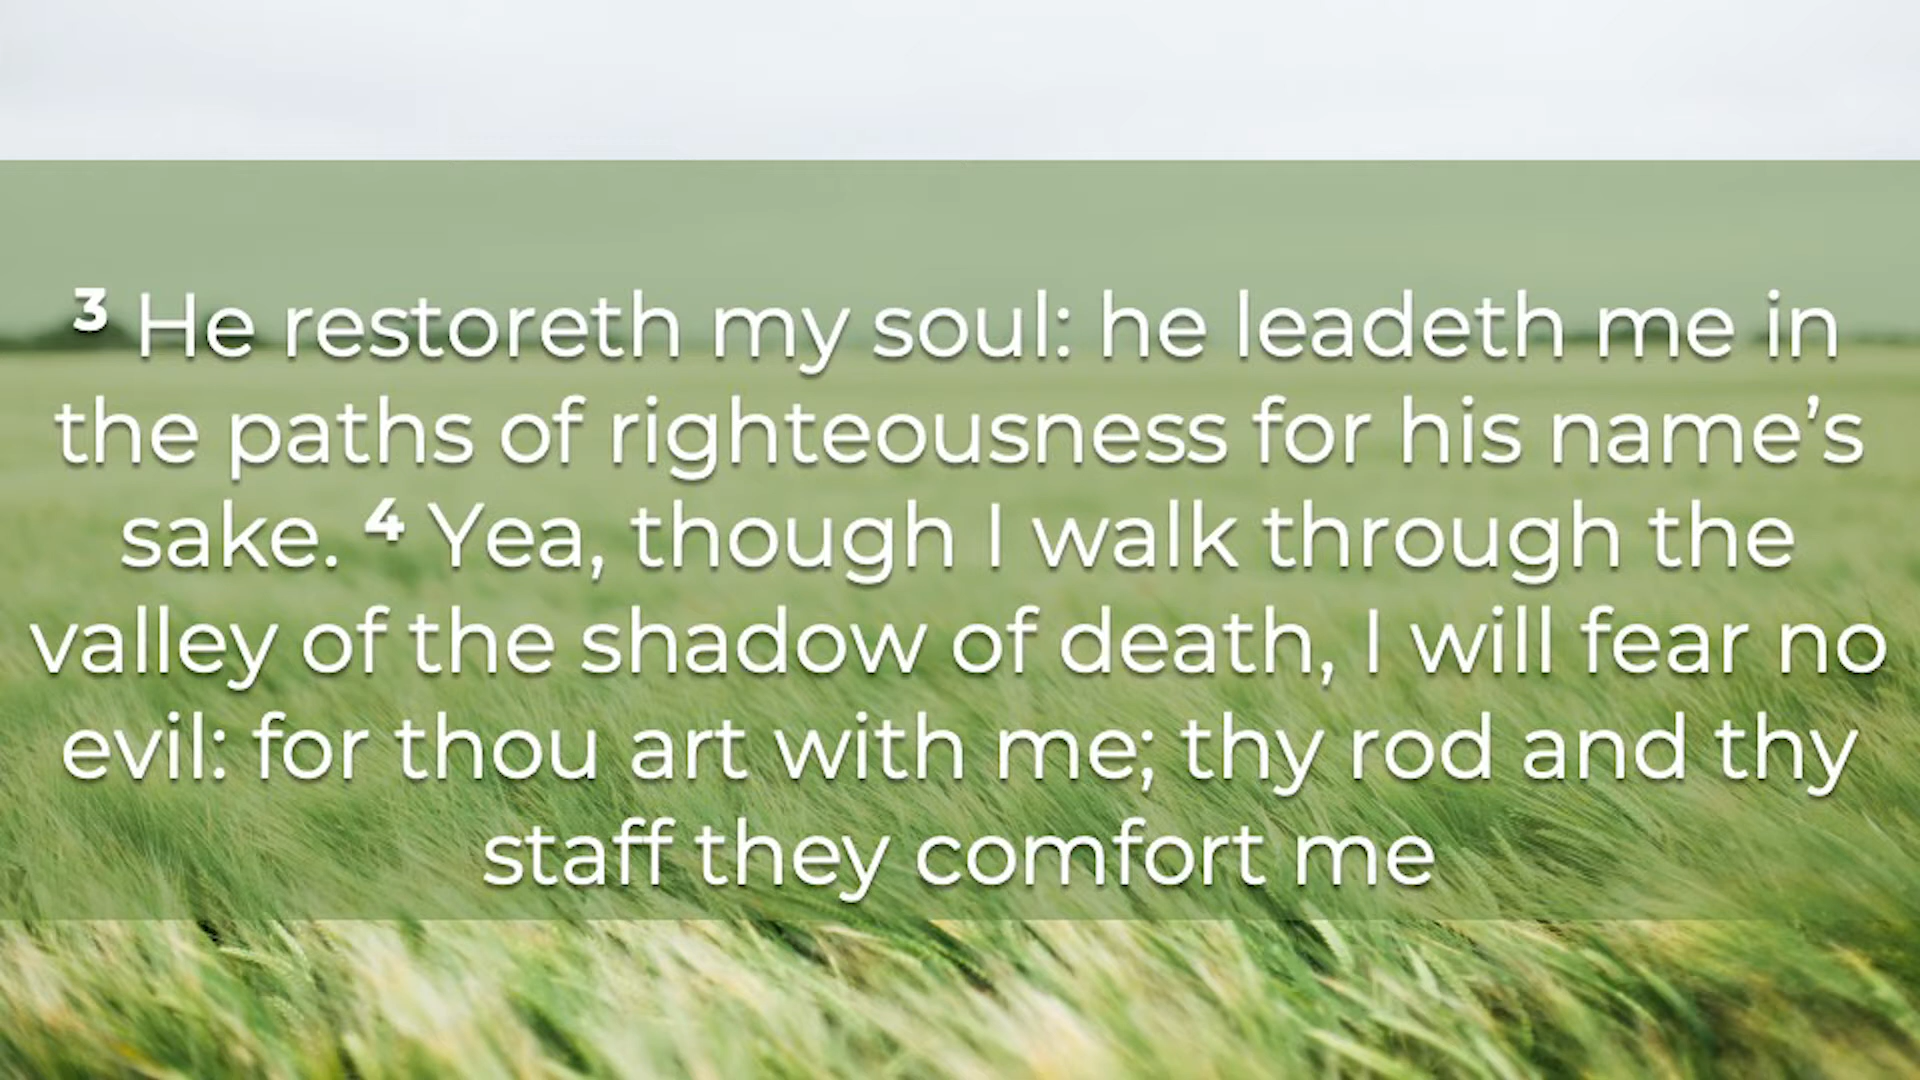 3 He restoreth my soul: he leadeth me in
the paths of righteousness for his name’s
sake. 4 Yea, though I walk through the
valley of the shadow of death, I will fear no
evil: for thou art with me; thy rod and thy
staff they comfort me